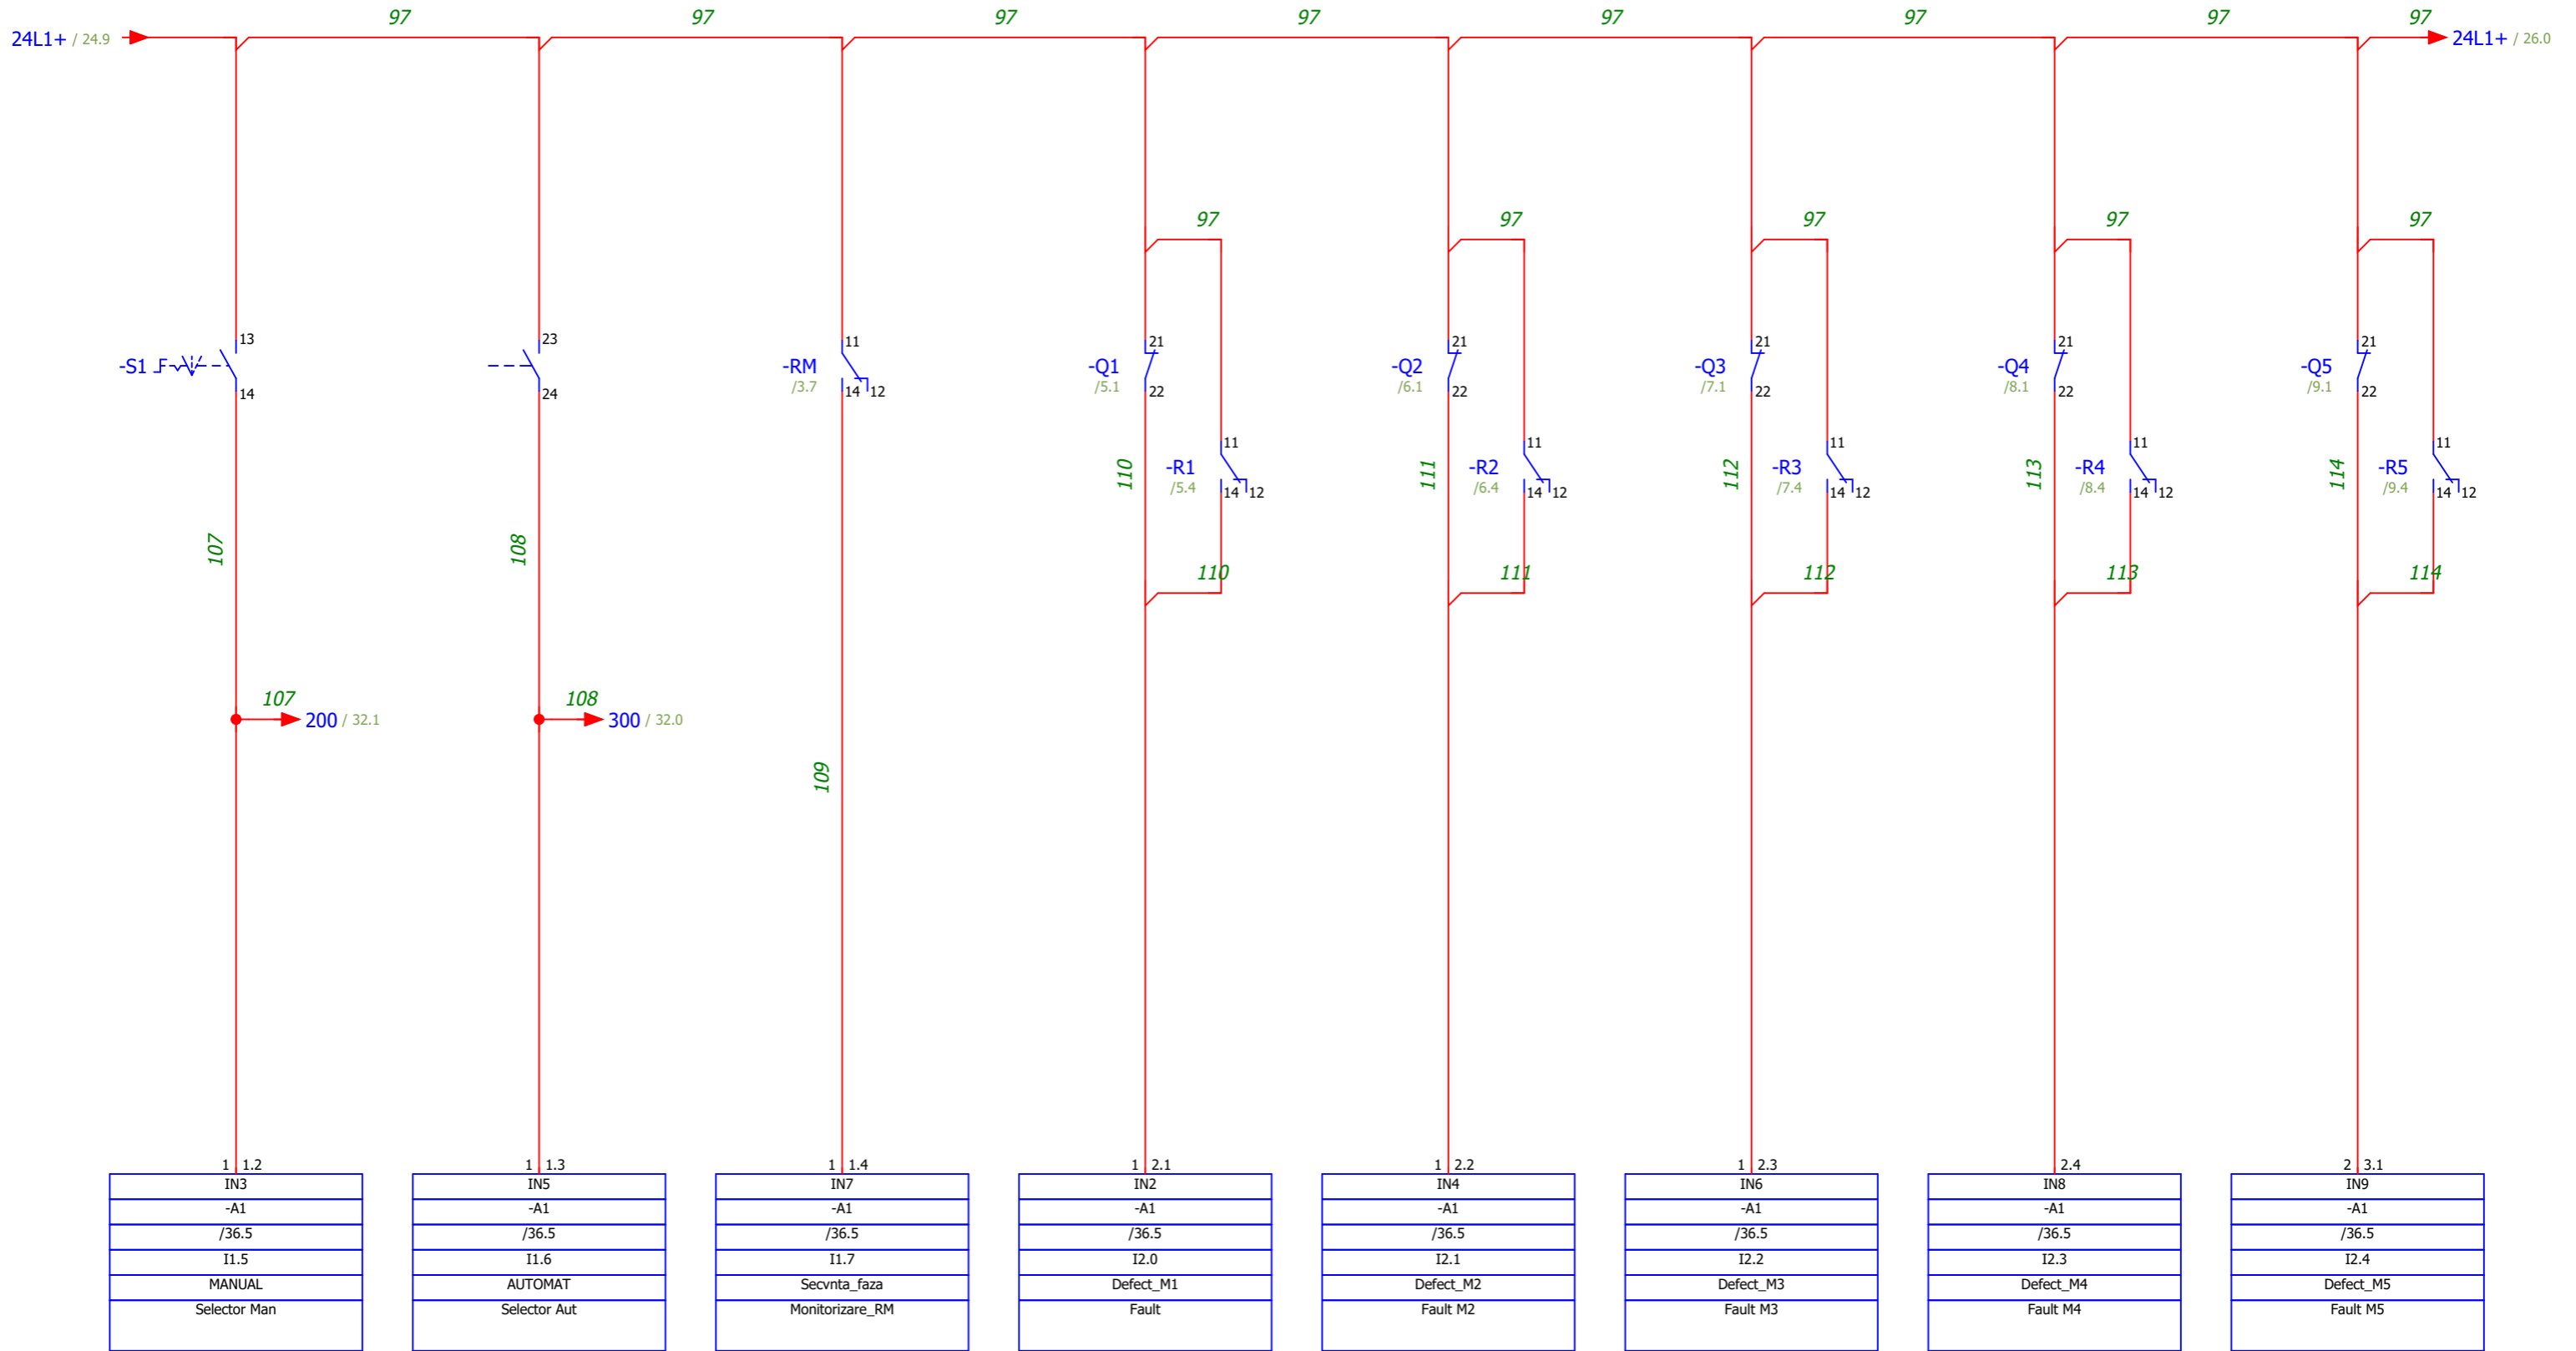 97 97 97 97 97 97 97 97
24L1+ / 24.9 24L1+ / 26.0
97 97 97 97 97
13 23 11 21 21 21 21 21
-S1 -RM -Q1 -Q2 -Q3 -Q4 -Q5
/3.7 /5.1 /6.1 /7.1 /8.1 /9.1
14 24 14 12 22 22 22 22 22
11 11 11 11 11
110 -R1 111 -R2 112 -R3 113 -R4 114 -R5
/5.4 /6.4 /7.4 /8.4 /9.4
14 12 14 12 14 12 14 12 14 12
107 108
110 111 112 113 114
107 108
200 / 32.1 300 / 32.0
109
1 1.2 1 1.3 1 1.4 1 2.1 1 2.2 1 2.3 2.4 2 3.1
IN3 IN5 IN7 IN2 IN4 IN6 IN8 IN9
-A1 -A1 -A1 -A1 -A1 -A1 -A1 -A1
/36.5 /36.5 /36.5 /36.5 /36.5 /36.5 /36.5 /36.5
I1.5 I1.6 I1.7 I2.0 I2.1 I2.2 I2.3 I2.4
MANUAL AUTOMAT Secvnta_faza Defect_M1 Defect_M2 Defect_M3 Defect_M4 Defect_M5
Selector Man Selector Aut Monitorizare_RM Fault Fault M2 Fault M3 Fault M4 Fault M5